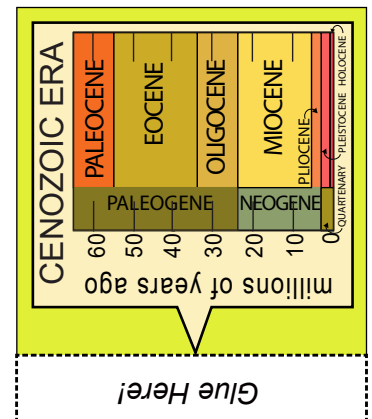 CENOZOIC ERA
PALEOCENE
EOCENE
OLIGOCENE
MIOCENE
PLIOCENE
PLEISTOCENE
HOLOCENE
PALEOGENE
NEOGENE
QUARTENARY
60
50
40
30
20
10
0
millions of years ago
Glue Here!